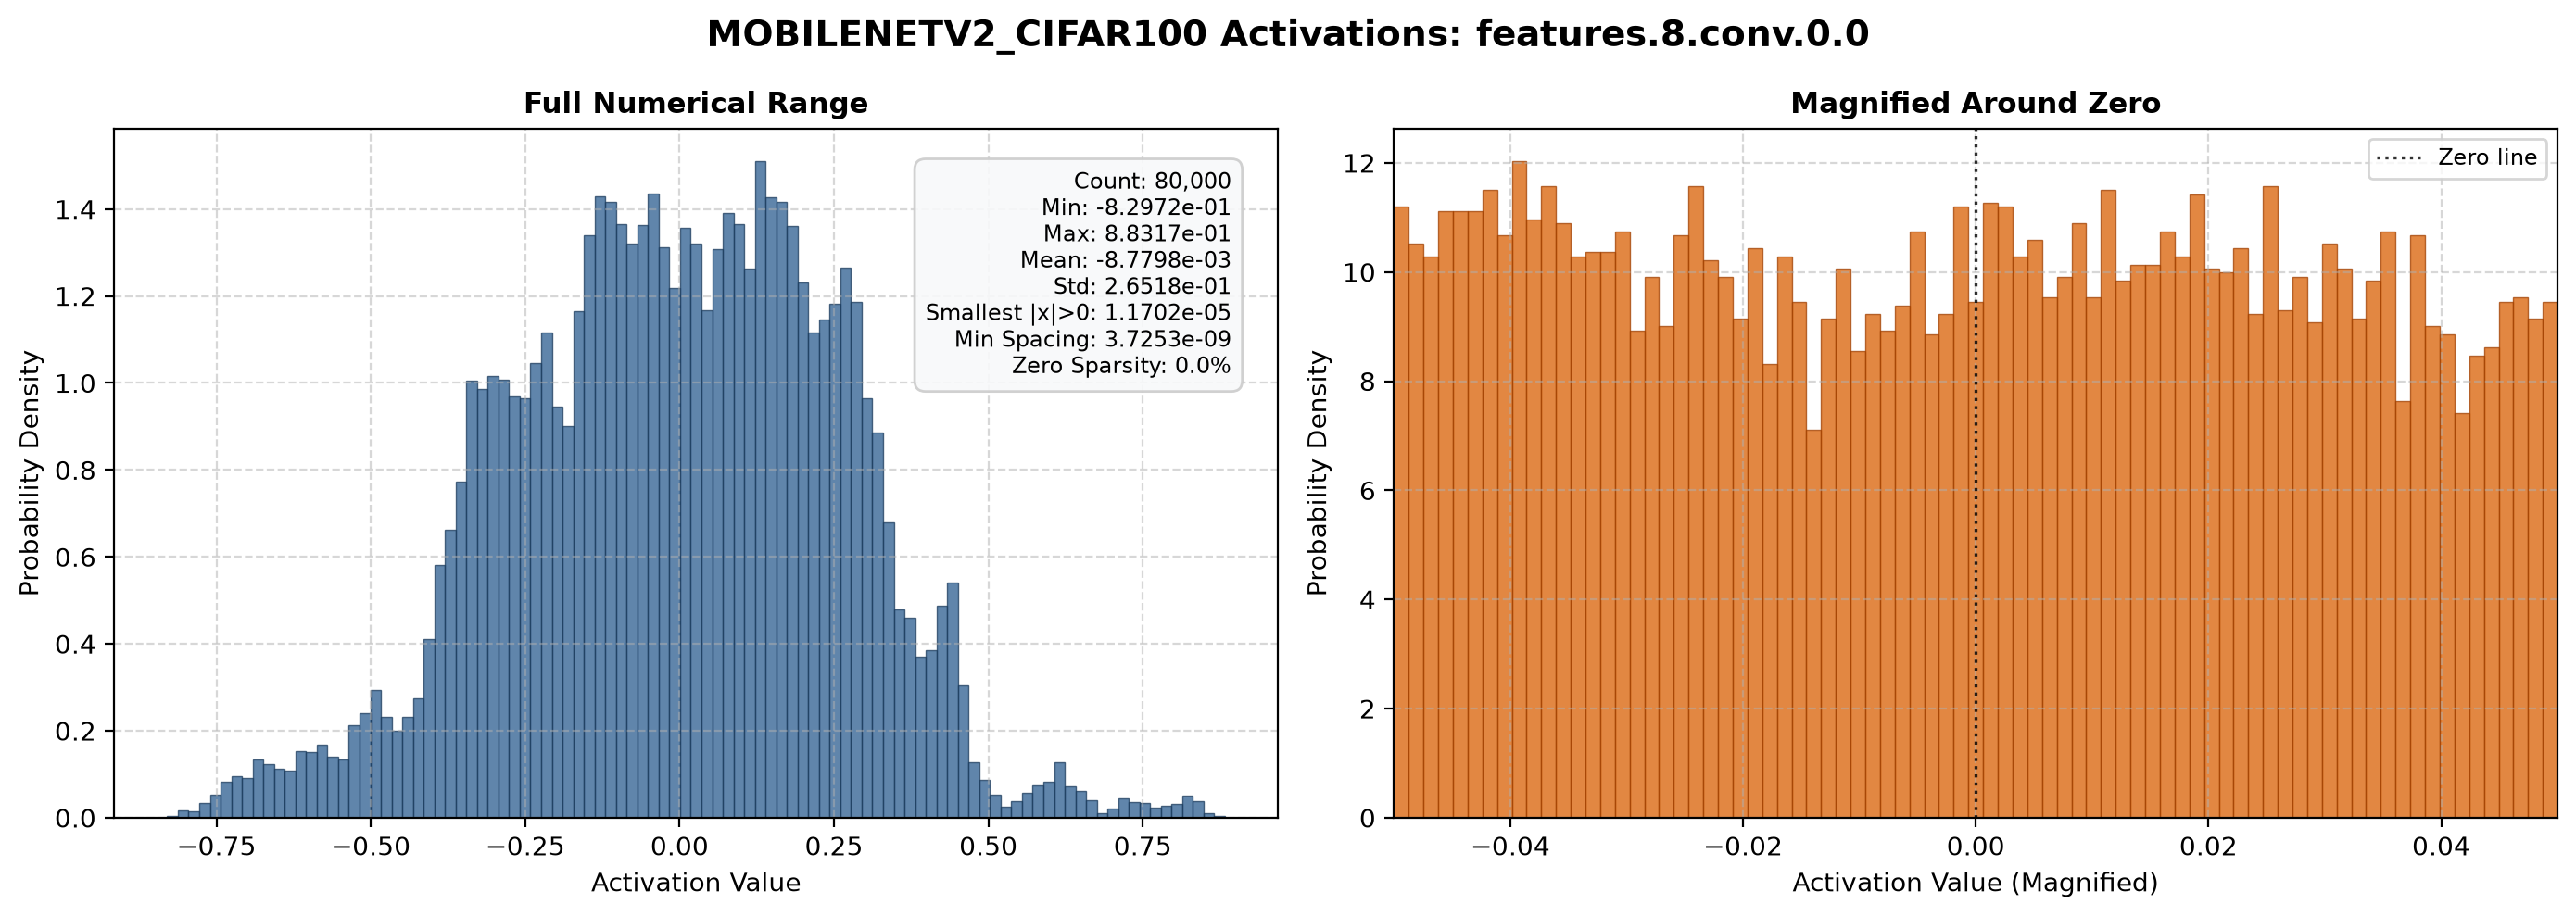 MOBILENETV2_CIFAR100 Activations: features.8.conv.0.0
Full Numerical Range
Probability Density
1.4
1.2
1.0
0.8
0.6
0.4
0.2
0.0
Count: 80,000
Min: -8.2972e-01
Max: 8.8317e-01
Mean: -8.7798e-03
Std: 2.6518e-01
Smallest |x|>0: 1.1702e-05
Min Spacing: 3.7253e-09
Zero Sparsity: 0.0%
−0.75 −0.50 −0.25 0.00 0.25 0.50 0.75
Activation Value
Magnified Around Zero
Probability Density
12
10
8
6
4
2
0
Zero line
−0.04 −0.02 0.00 0.02 0.04
Activation Value (Magnified)